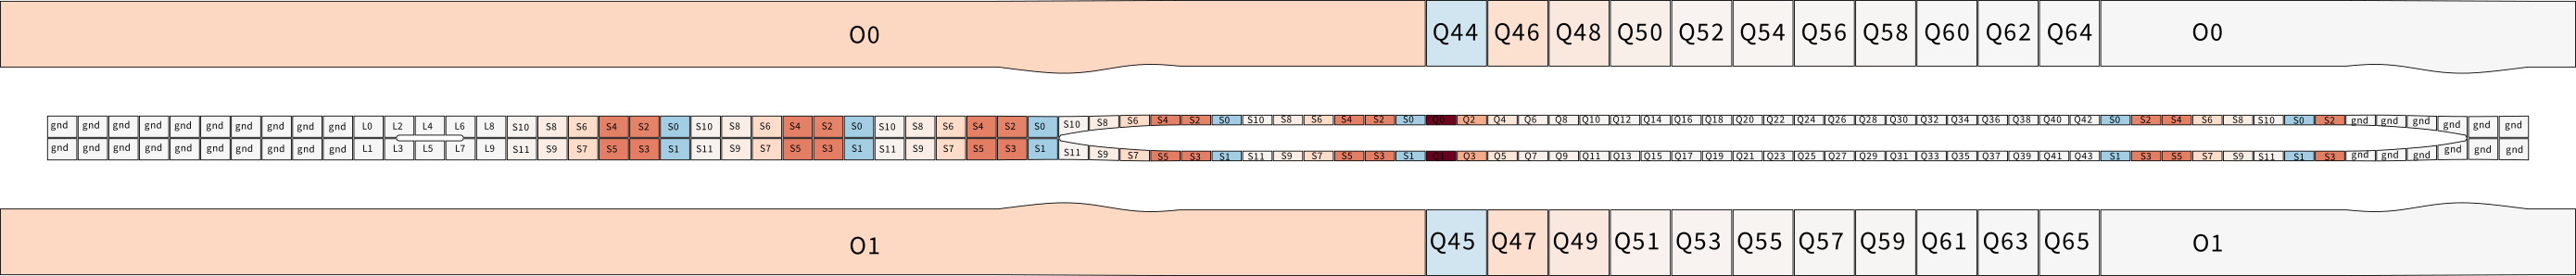 O0 Q44 Q46 Q48 Q50 Q52 Q54 Q56 Q58 Q60 Q62 Q64 O0
gnd gnd gnd gnd gnd gnd gnd gnd gnd gnd L0 L2 L4 L6 L8 S10 S8 S6 S4 S2 S0 S10 S8 S6 S4 S2 S0 S10 S8 S6 S4 S2 S0 S10 S8 S6 S4 S2 S0 S10 S8 S6 S4 S2 S0 Q0 Q2 Q4 Q6 Q8 Q10 Q12 Q14 Q16 Q18 Q20 Q22 Q24 Q26 Q28 Q30 Q32 Q34 Q36 Q38 Q40 Q42 S0 S2 S4 S6 S8 S10 S0 S2 gnd gnd gnd gnd gnd gnd
gnd gnd gnd gnd gnd gnd gnd gnd gnd gnd L1 L3 L5 L7 L9 S11 S9 S7 S5 S3 S1 S11 S9 S7 S5 S3 S1 S11 S9 S7 S5 S3 S1 S11 S9 S7 S5 S3 S1 S11 S9 S7 S5 S3 S1 Q1 Q3 Q5 Q7 Q9 Q11 Q13 Q15 Q17 Q19 Q21 Q23 Q25 Q27 Q29 Q31 Q33 Q35 Q37 Q39 Q41 Q43 S1 S3 S5 S7 S9 S11 S1 S3 gnd gnd gnd gnd gnd gnd
O1 Q45 Q47 Q49 Q51 Q53 Q55 Q57 Q59 Q61 Q63 Q65 O1